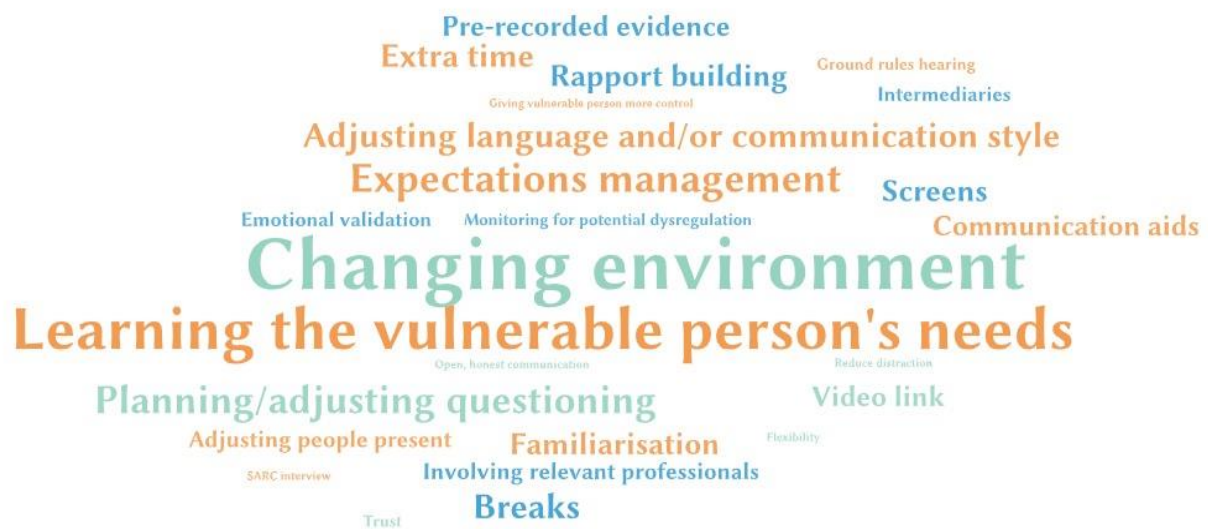 Pre-recorded evidence
Extra time
Rapport building
Ground rules hearing
Giving vulnerable person more control
Intermediaries
Adjusting language and/or communication style
Expectations management
Screens
Emotional validation
Monitoring for potential dysregulation
Communication aids
Changing environment
Learning the vulnerable person's needs
Open, honest communication
Reduce distraction
Planning/adjusting questioning
Video link
Adjusting people present
Familiarisation
Flexibility
SARC interview
Involving relevant professionals
Breaks
Trust